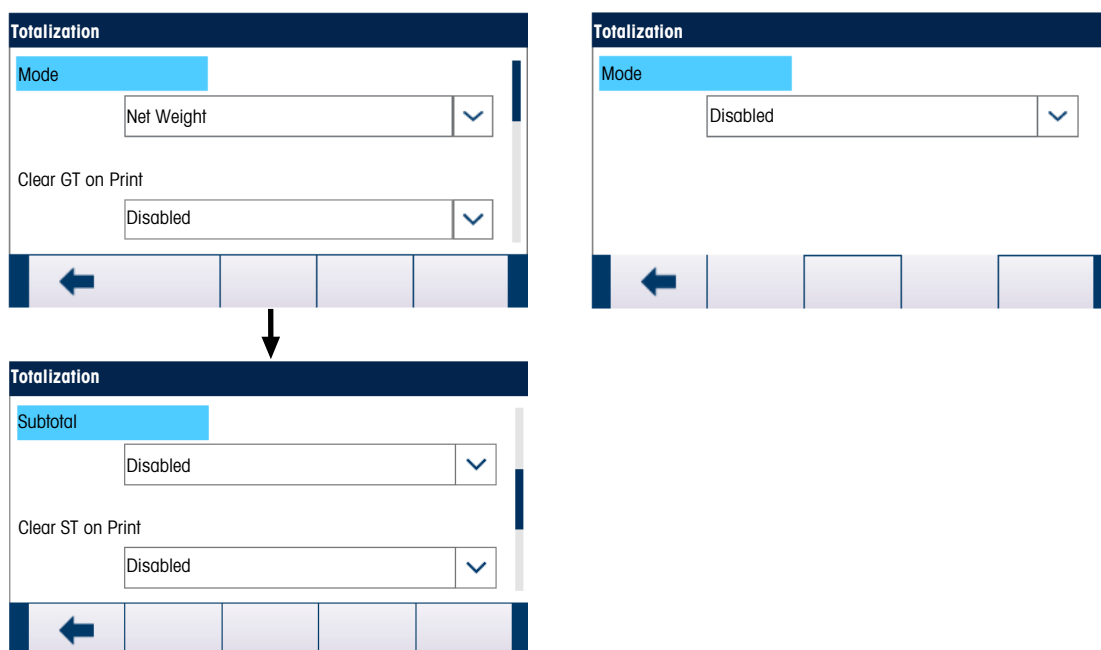 Totalization
Mode
Net Weight
Clear GT on Print
Disabled
Totalization
Subtotal
Disabled
Clear ST on Print
Disabled
Totalization
Mode
Disabled